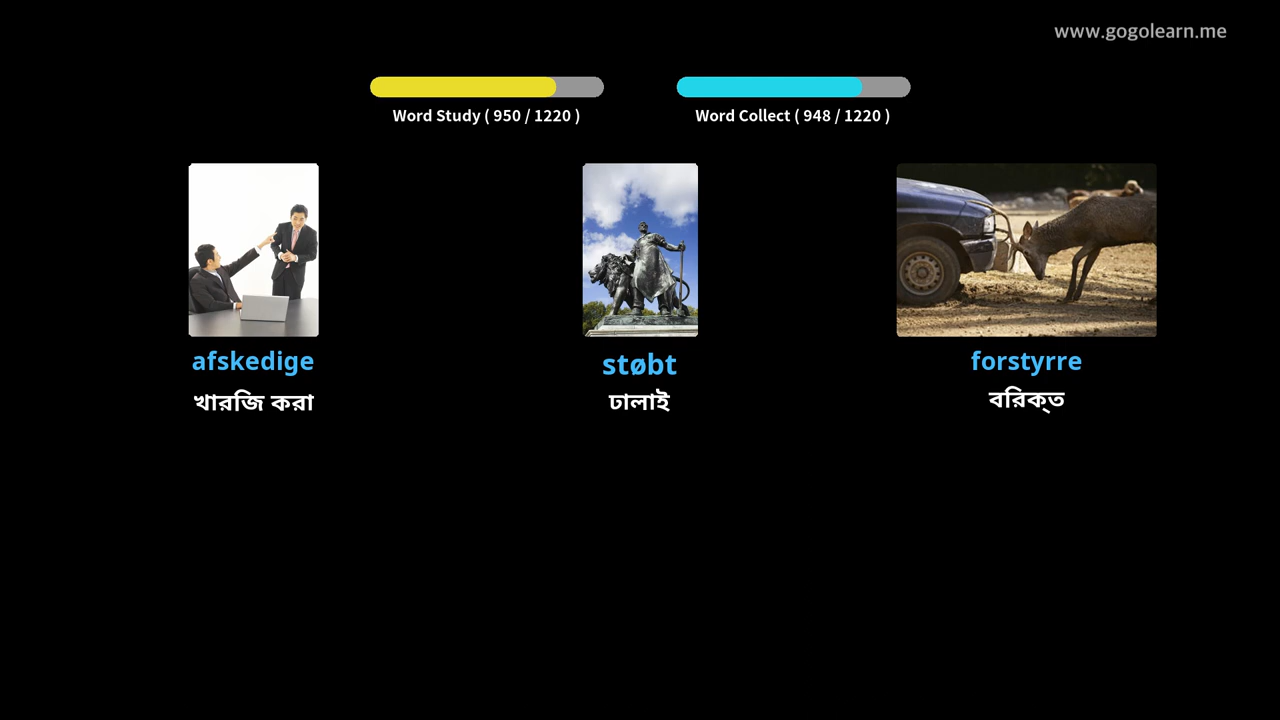 www.gogolearn.me
Word Study ( 950 / 1220 )
Word Collect ( 948 / 1220 )
afskedige
støbt
forstyrre
খারজি করা
ঢালাই
বরিক্‌ত